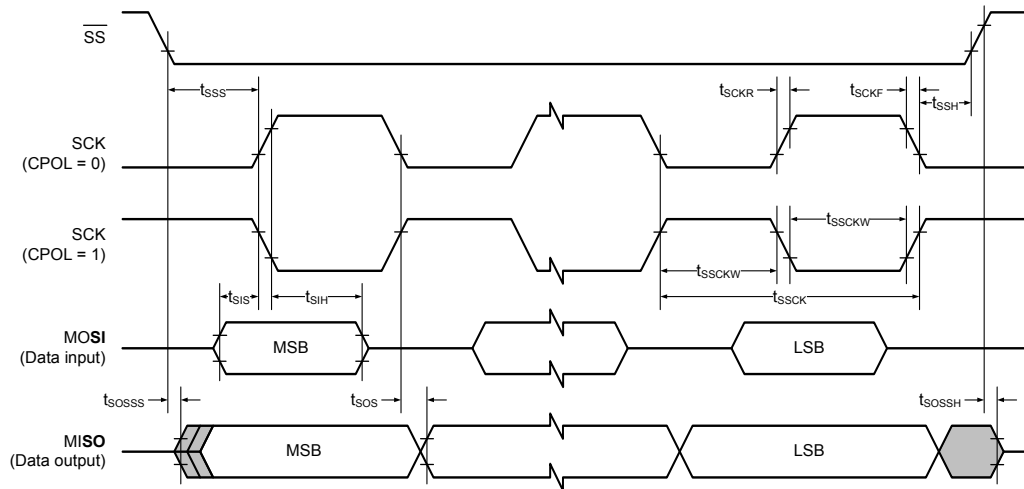 SS
tSSS
tSCKR
tSCKF
tSSH
SCK
(CPOL = 0)
SCK
(CPOL = 1)
tSSCKW
tSSCKW
tSIS
tSIH
tSSCK
MOSI
(Data input)
MSB
LSB
tSOSSS
tSOS
tSOSSH
MISO
(Data output)
MSB
LSB